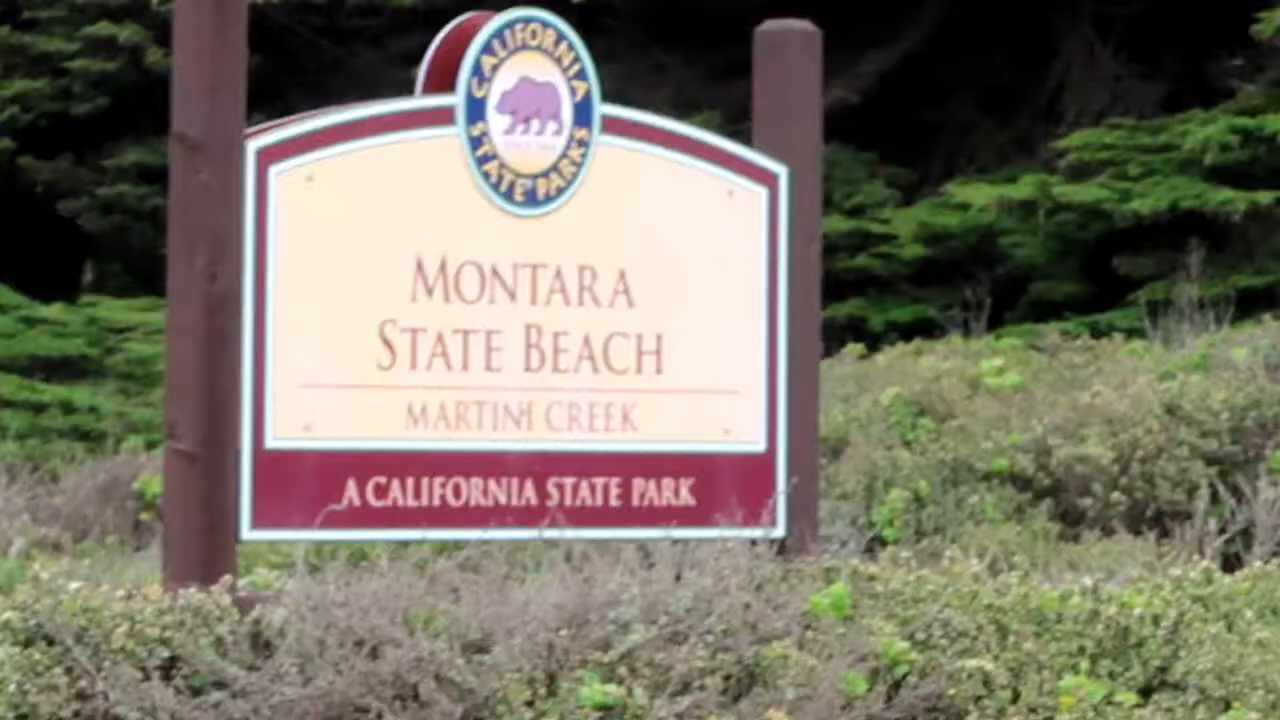 CALIFORNIA
STATE PARKS
MONTARA
STATE BEACH
MARTINI CREEK
A CALIFORNIA STATE PARK